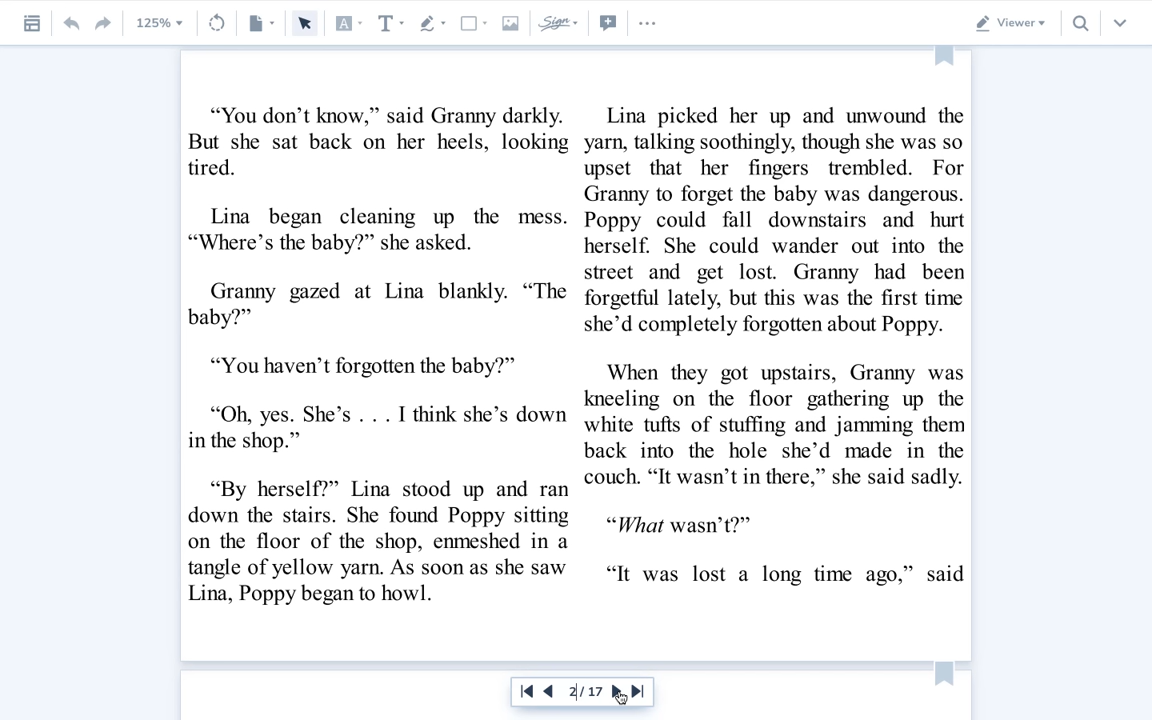 125%
A
T
Sign
Viewer
“You don’t know,” said Granny darkly.
But she sat back on her heels, looking
tired.
Lina began cleaning up the mess.
“Where’s the baby?” she asked.
Granny gazed at Lina blankly. “The
baby?”
“You haven’t forgotten the baby?”
“Oh, yes. She’s . . . I think she’s down
in the shop.”
“By herself?” Lina stood up and ran
down the stairs. She found Poppy sitting
on the floor of the shop, enmeshed in a
tangle of yellow yarn. As soon as she saw
Lina, Poppy began to howl.
Lina picked her up and unwound the
yarn, talking soothingly, though she was so
upset that her fingers trembled. For
Granny to forget the baby was dangerous.
Poppy could fall downstairs and hurt
herself. She could wander out into the
street and get lost. Granny had been
forgetful lately, but this was the first time
she’d completely forgotten about Poppy.
When they got upstairs, Granny was
kneeling on the floor gathering up the
white tufts of stuffing and jamming them
back into the hole she’d made in the
couch. “It wasn’t in there,” she said sadly.
“What wasn’t?”
“It was lost a long time ago,” said
2 / 17